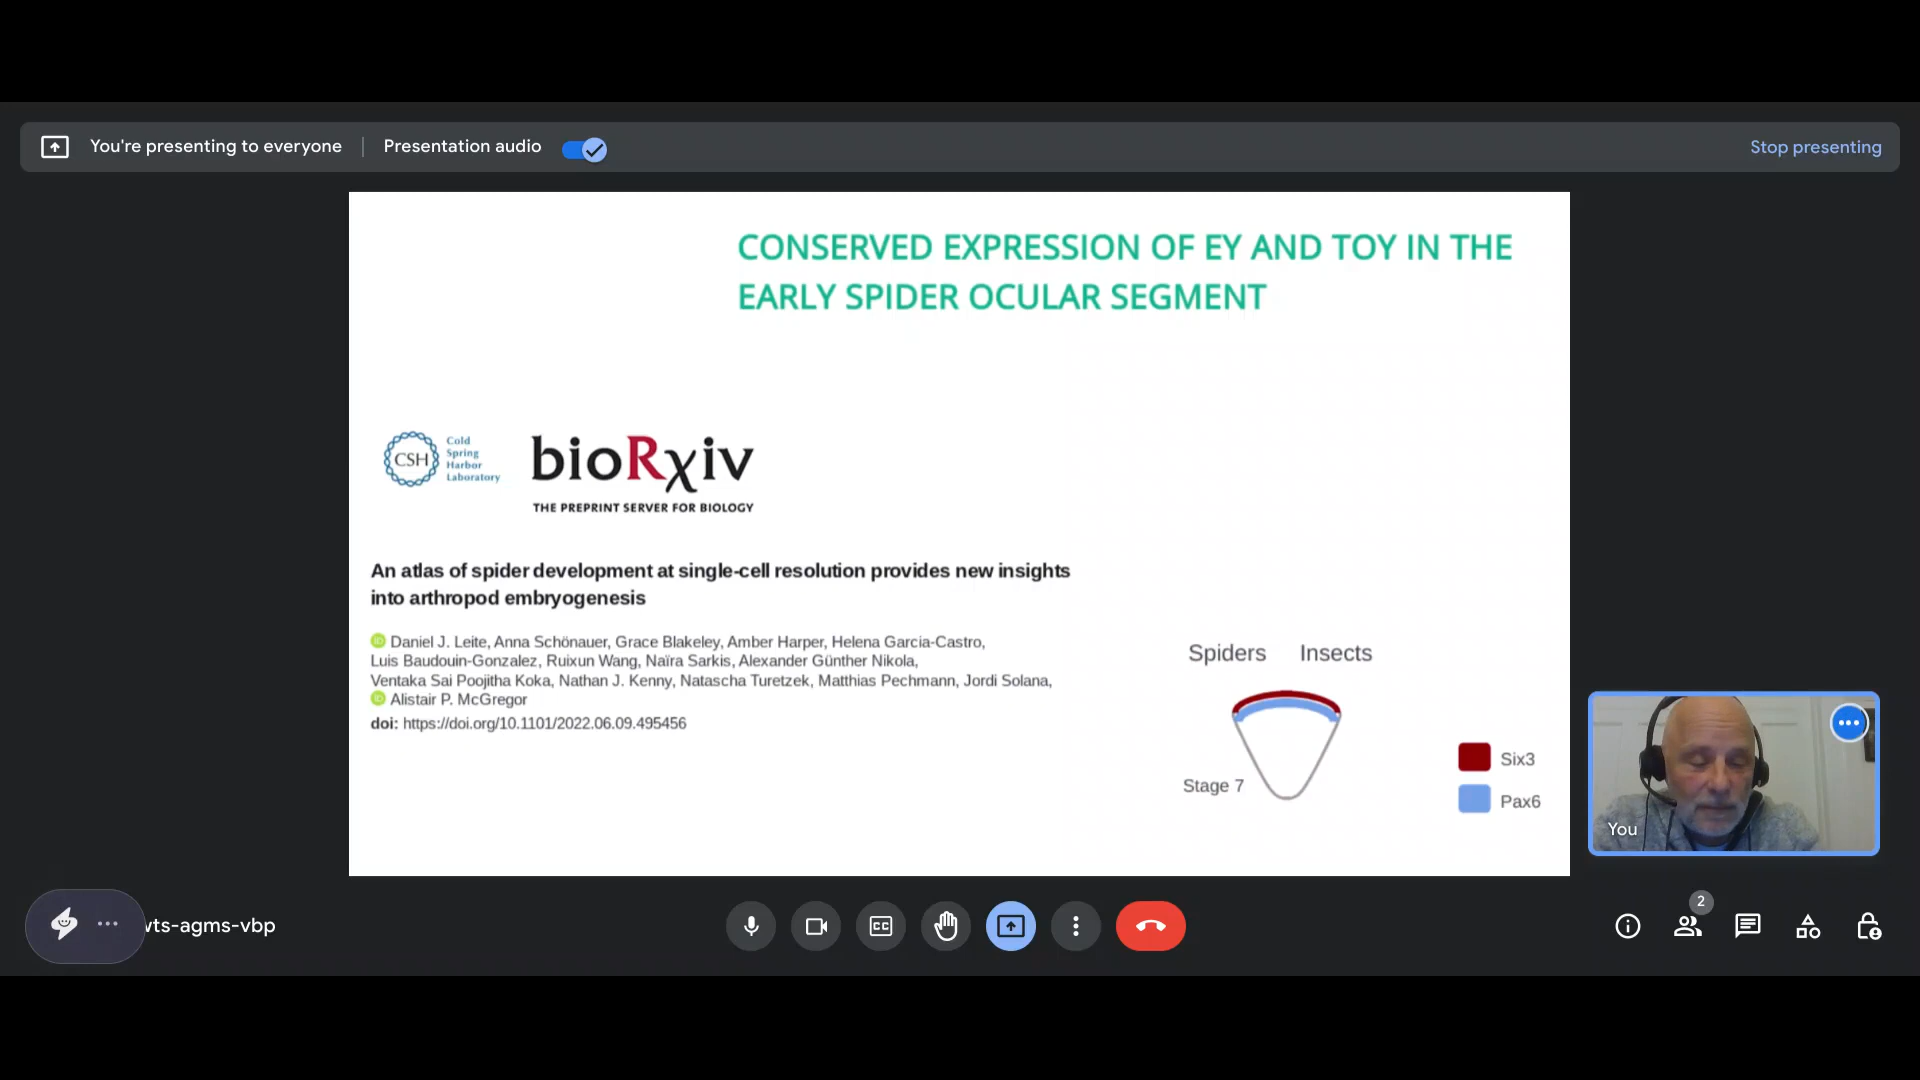 You're presenting to everyone
Presentation audio
Stop presenting
CONSERVED EXPRESSION OF EY AND TOY IN THE
EARLY SPIDER OCULAR SEGMENT
CSH
Cold
Spring
Harbor
Laboratory
bioRχiv
THE PREPRINT SERVER FOR BIOLOGY
An atlas of spider development at single-cell resolution provides new insights
into arthropod embryogenesis
iD Daniel J. Leite, Anna Schönauer, Grace Blakeley, Amber Harper, Helena Garcia-Castro,
Luis Baudouin-Gonzalez, Ruixun Wang, Naïra Sarkis, Alexander Günther Nikola,
Ventaka Sai Poojitha Koka, Nathan J. Kenny, Natascha Turetzek, Matthias Pechmann, Jordi Solana,
iD Alistair P. McGregor
doi: https://doi.org/10.1101/2022.06.09.495456
Spiders Insects
Stage 7
Six3
Pax6
You
vts-agms-vbp
CC
2